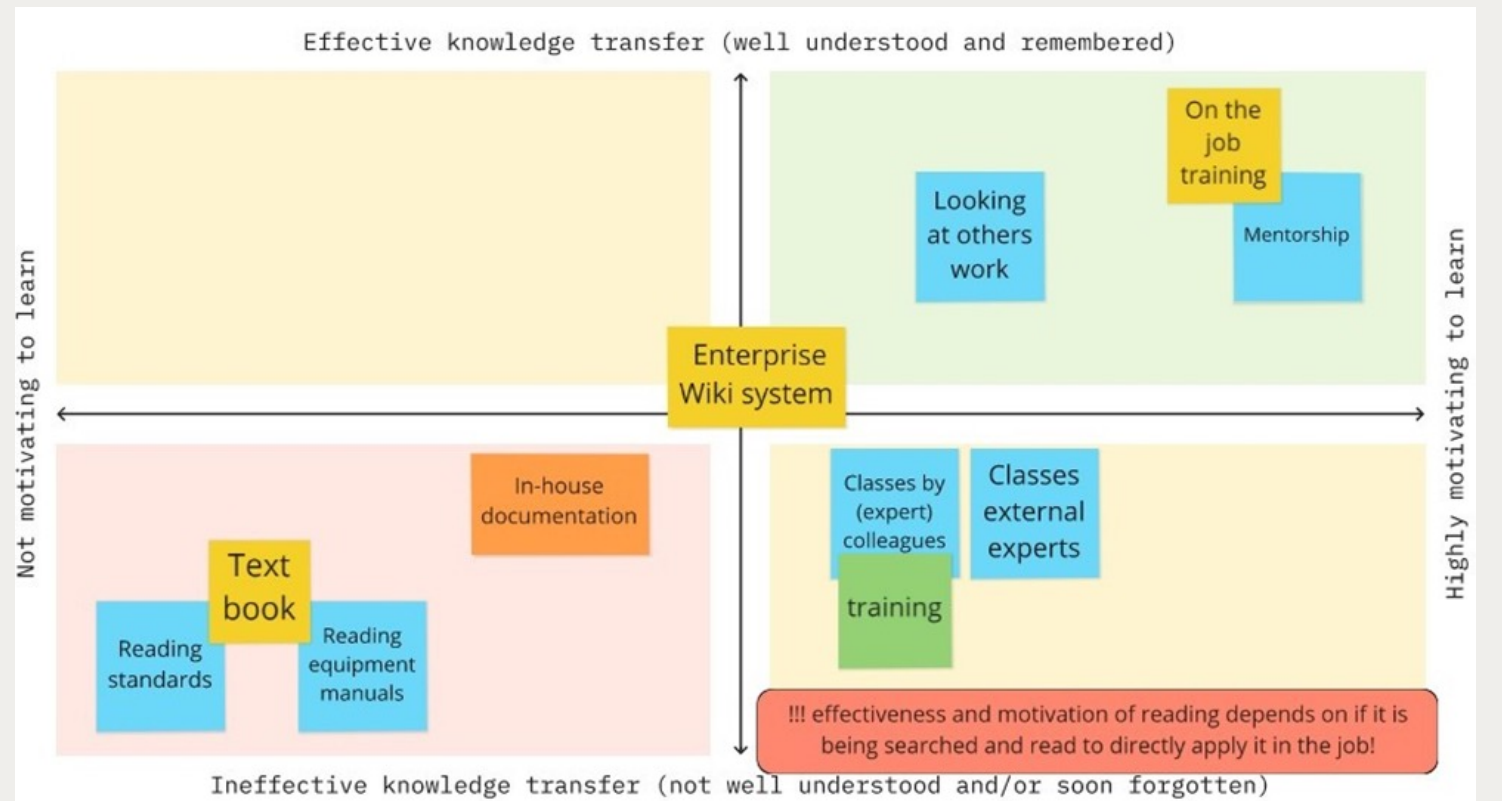 Effective knowledge transfer (well understood and remembered)
On the
job
training
Looking
at others
work
Mentorship
Not motivating to learn
Highly motivating to learn
Enterprise
Wiki system
In-house
documentation
Classes by
(expert)
colleagues
Classes
external
experts
Text
book
training
Reading
standards
Reading
equipment
manuals
!!! effectiveness and motivation of reading depends on if it is
being searched and read to directly apply it in the job!
Ineffective knowledge transfer (not well understood and/or soon forgotten)